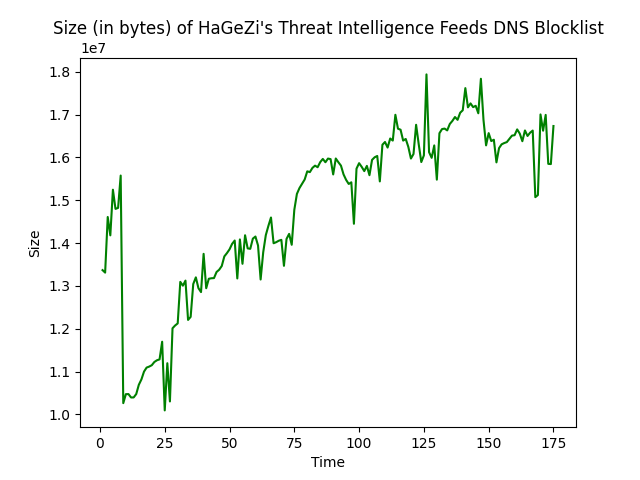 Size (in bytes) of HaGeZi's Threat Intelligence Feeds DNS Blocklist
1e7
1.8
1.7
1.6
1.5
1.4
1.3
1.2
1.1
1.0
Size
0 25 50 75 100 125 150 175
Time